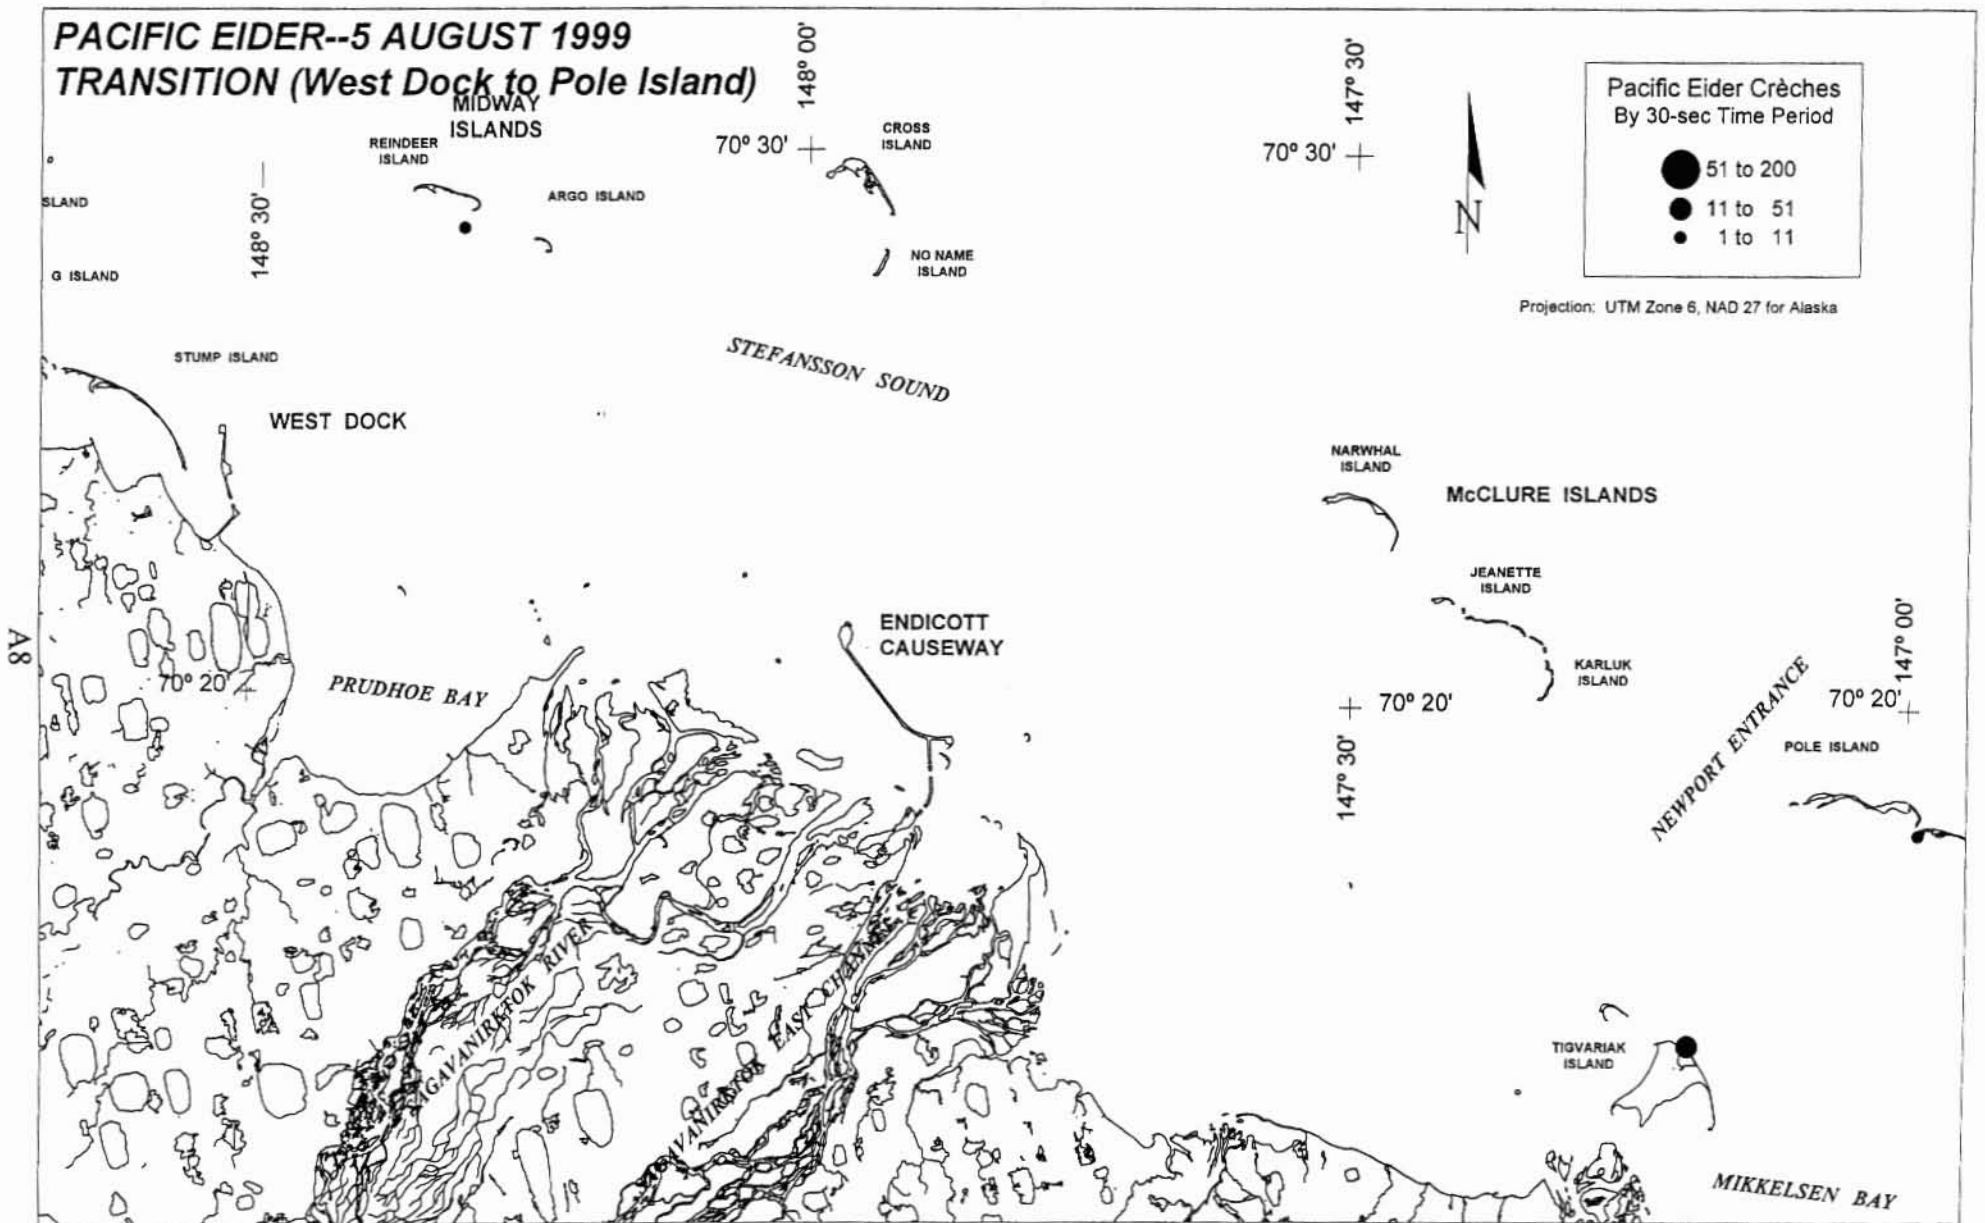 PACIFIC EIDER--5 AUGUST 1999
TRANSITION (West Dock to Pole Island)
MIDWAY
ISLANDS
REINDEER
ISLAND
ARGO ISLAND
148° 00'
70° 30'
CROSS
ISLAND
NO NAME
ISLAND
147° 30'
70° 30'
N
Pacific Eider Crèches
By 30-sec Time Period
51 to 200
11 to 51
1 to 11
Projection: UTM Zone 6, NAD 27 for Alaska
SLAND
148° 30'
G ISLAND
STUMP ISLAND
WEST DOCK
STEFANSSON SOUND
NARWHAL
ISLAND
McCLURE ISLANDS
JEANETTE
ISLAND
KARLUK
ISLAND
ENDICOTT
CAUSEWAY
A8
70° 20'
PRUDHOE BAY
70° 20'
147° 30'
NEWPORT ENTRANCE
147° 00'
70° 20'
POLE ISLAND
AGAVANIRKTOK RIVER
AGAVANIRKTOK EAST CHANNEL
TIGVARIAK
ISLAND
MIKKELSEN BAY